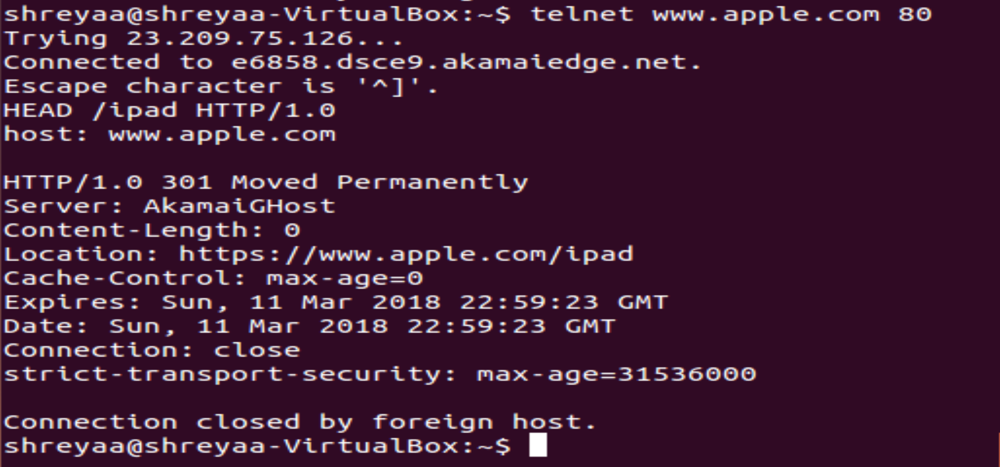 shreyaa@shreyaa-VirtualBox:~$ telnet www.apple.com 80
Trying 23.209.75.126...
Connected to e6858.dsce9.akamaiedge.net.
Escape character is '^]'.
HEAD /ipad HTTP/1.0
host: www.apple.com

HTTP/1.0 301 Moved Permanently
Server: AkamaiGHost
Content-Length: 0
Location: https://www.apple.com/ipad
Cache-Control: max-age=0
Expires: Sun, 11 Mar 2018 22:59:23 GMT
Date: Sun, 11 Mar 2018 22:59:23 GMT
Connection: close
strict-transport-security: max-age=31536000

Connection closed by foreign host.
shreyaa@shreyaa-VirtualBox:~$